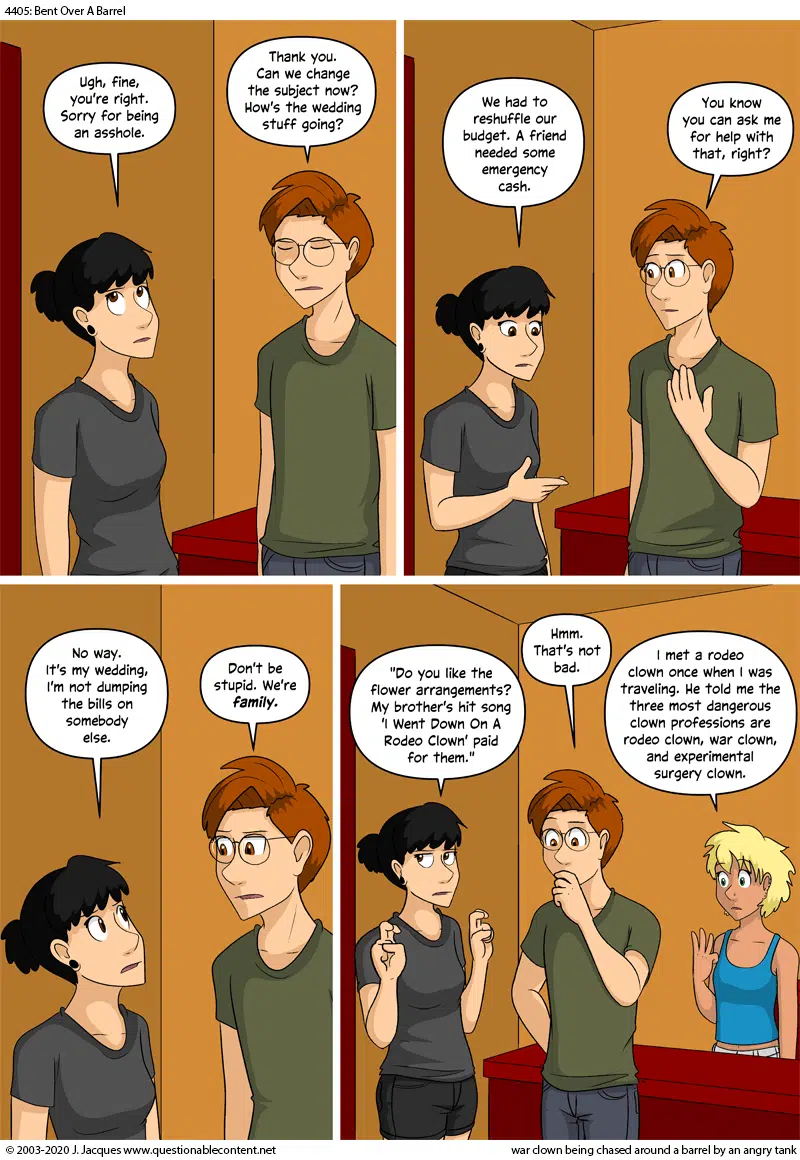 4405: Bent Over A Barrel
Ugh, fine,
you're right.
Sorry for being
an asshole.
Thank you.
Can we change
the subject now?
How's the wedding
stuff going?
We had to
reshuffle our
budget. A friend
needed some
emergency
cash.
You know
you can ask me
for help with
that, right?
No way.
It's my wedding,
I'm not dumping
the bills on
somebody
else.
Don't be
stupid. We're
family.
"Do you like the
flower arrangements?
My brother's hit song
'I Went Down On A
Rodeo Clown' paid
for them."
Hmm.
That's not
bad.
I met a rodeo
clown once when I was
traveling. He told me the
three most dangerous
clown professions are
rodeo clown, war clown,
and experimental
surgery clown.
© 2003-2020 J. Jacques www.questionablecontent.net
war clown being chased around a barrel by an angry tank